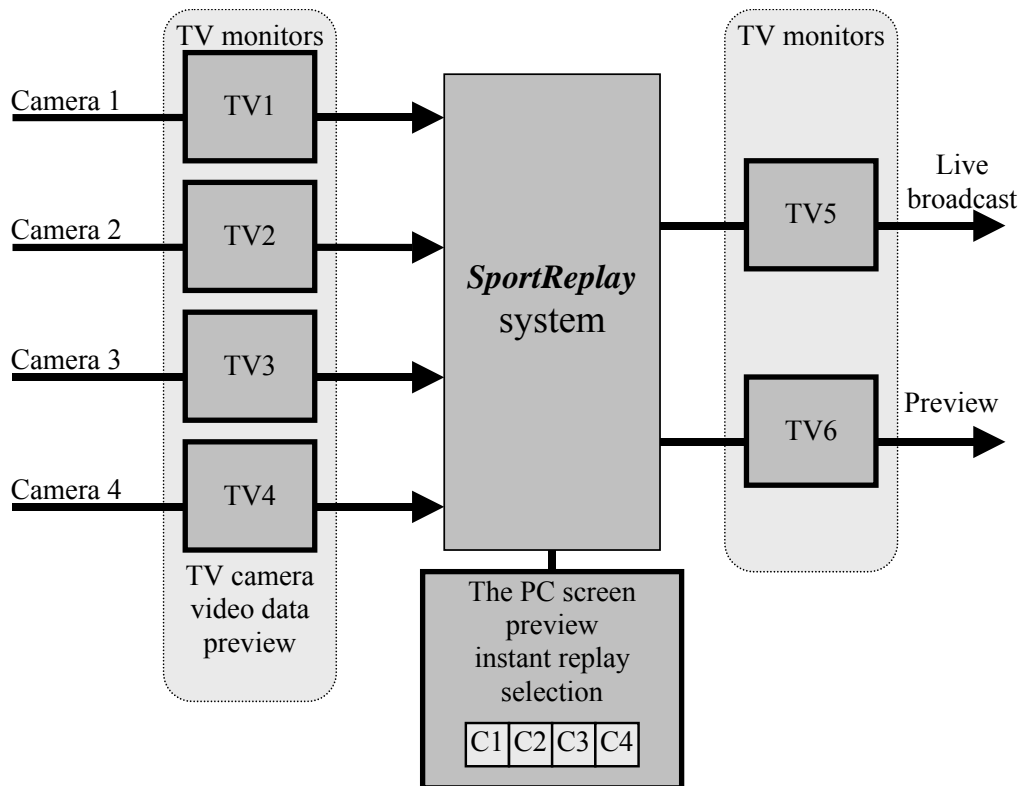 TV monitors
Camera 1
TV1
Camera 2
TV2
Camera 3
TV3
Camera 4
TV4
TV camera
video data
preview
SportReplay
system
The PC screen
preview
instant replay
selection
C1 C2 C3 C4
TV monitors
TV5
Live
broadcast
TV6
Preview